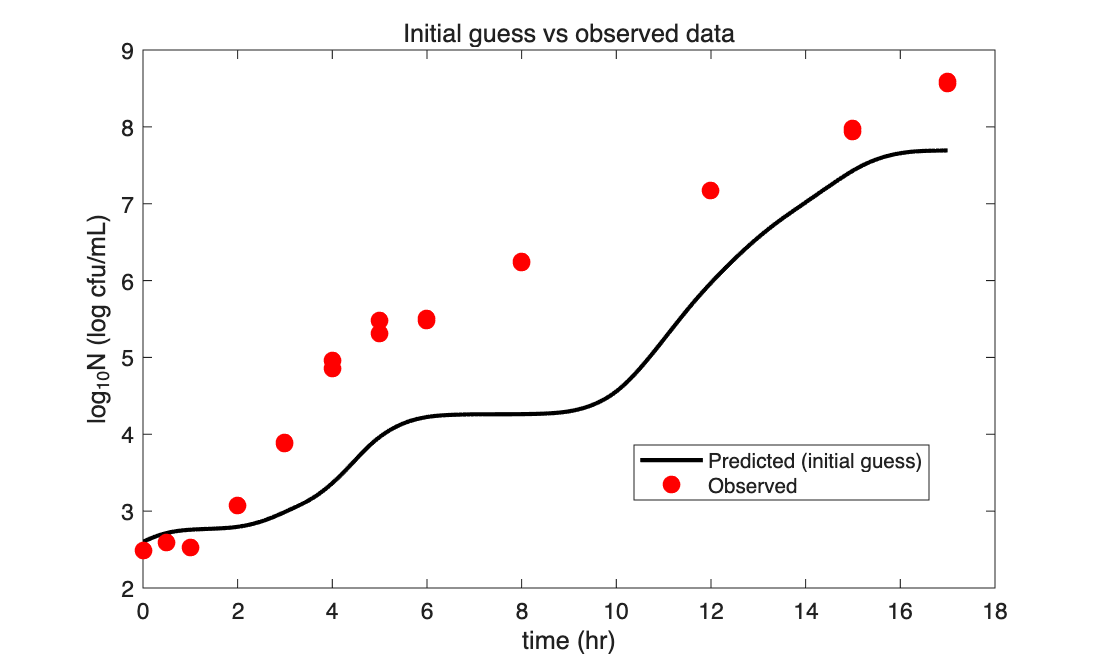 Initial guess vs observed data
9
8
7
6
5
4
3
2
log₁₀N (log cfu/mL)
Predicted (initial guess)
Observed
0 2 4 6 8 10 12 14 16 18
time (hr)